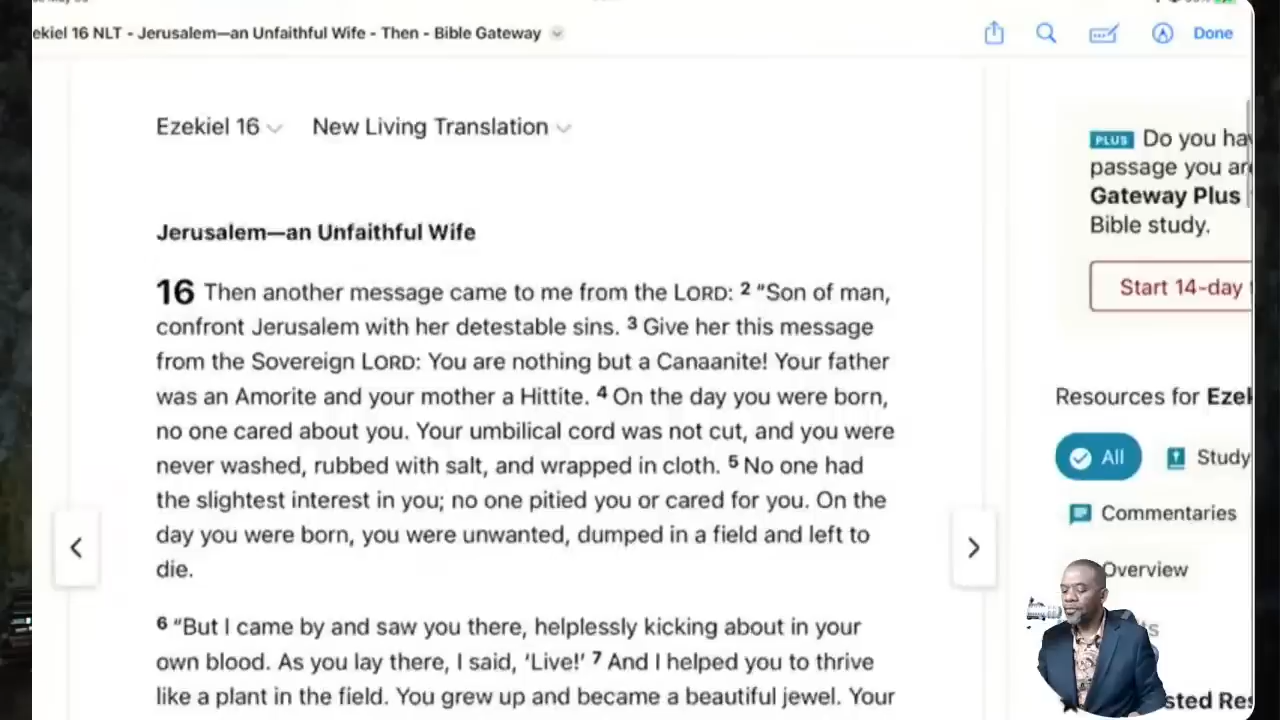 ekiel 16 NLT - Jerusalem—an Unfaithful Wife - Then - Bible Gateway
Done
Ezekiel 16
New Living Translation
Jerusalem—an Unfaithful Wife
16 Then another message came to me from the LORD: 2 “Son of man,
confront Jerusalem with her detestable sins. 3 Give her this message
from the Sovereign LORD: You are nothing but a Canaanite! Your father
was an Amorite and your mother a Hittite. 4 On the day you were born,
no one cared about you. Your umbilical cord was not cut, and you were
never washed, rubbed with salt, and wrapped in cloth. 5 No one had
the slightest interest in you; no one pitied you or cared for you. On the
day you were born, you were unwanted, dumped in a field and left to
die.
6 “But I came by and saw you there, helplessly kicking about in your
own blood. As you lay there, I said, ‘Live!’ 7 And I helped you to thrive
like a plant in the field. You grew up and became a beautiful jewel. Your
PLUS Do you hav
passage you are
Gateway Plus
Bible study.
Start 14-day
Resources for Ezek
All
Study
Commentaries
Overview
sted Res